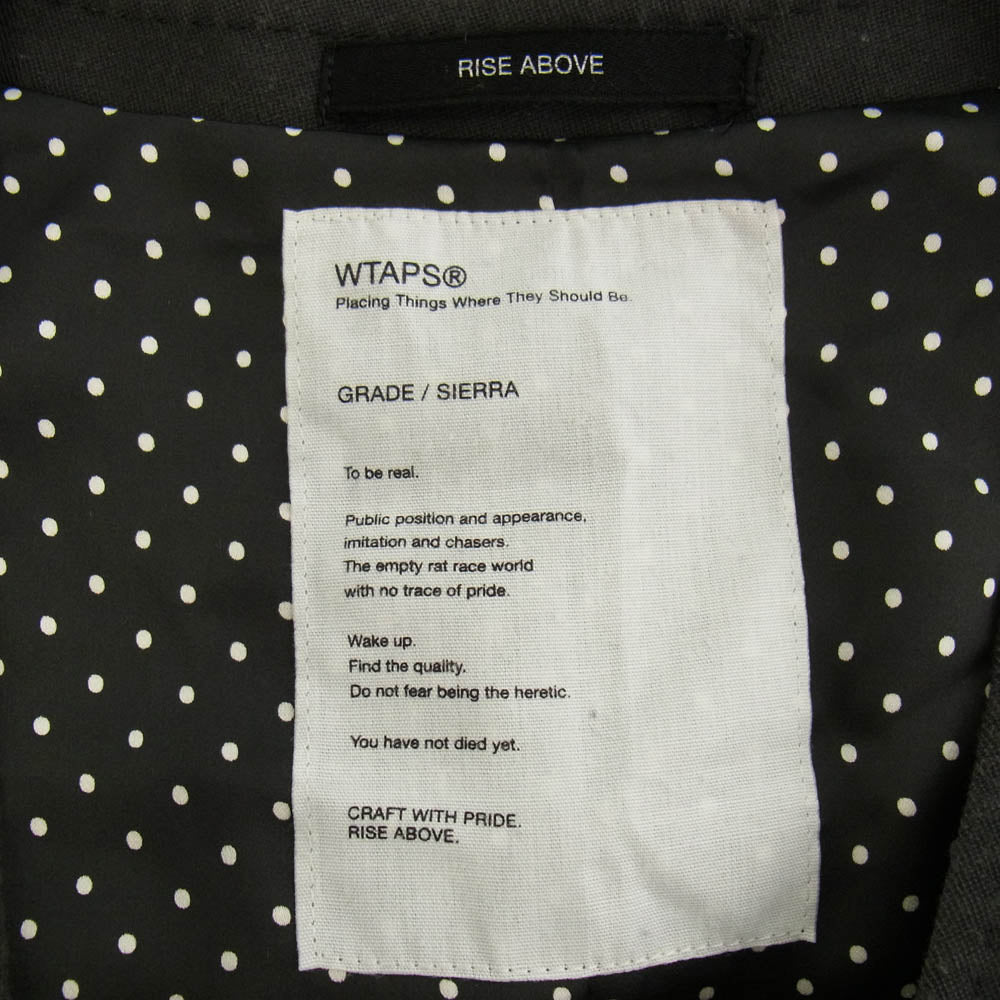 RISE ABOVE
WTAPS®
Placing Things Where They Should Be.
GRADE / SIERRA
To be real.
Public position and appearance,
imitation and chasers.
The empty rat race world
with no trace of pride.
Wake up.
Find the quality.
Do not fear being the heretic.
You have not died yet.
CRAFT WITH PRIDE.
RISE ABOVE.